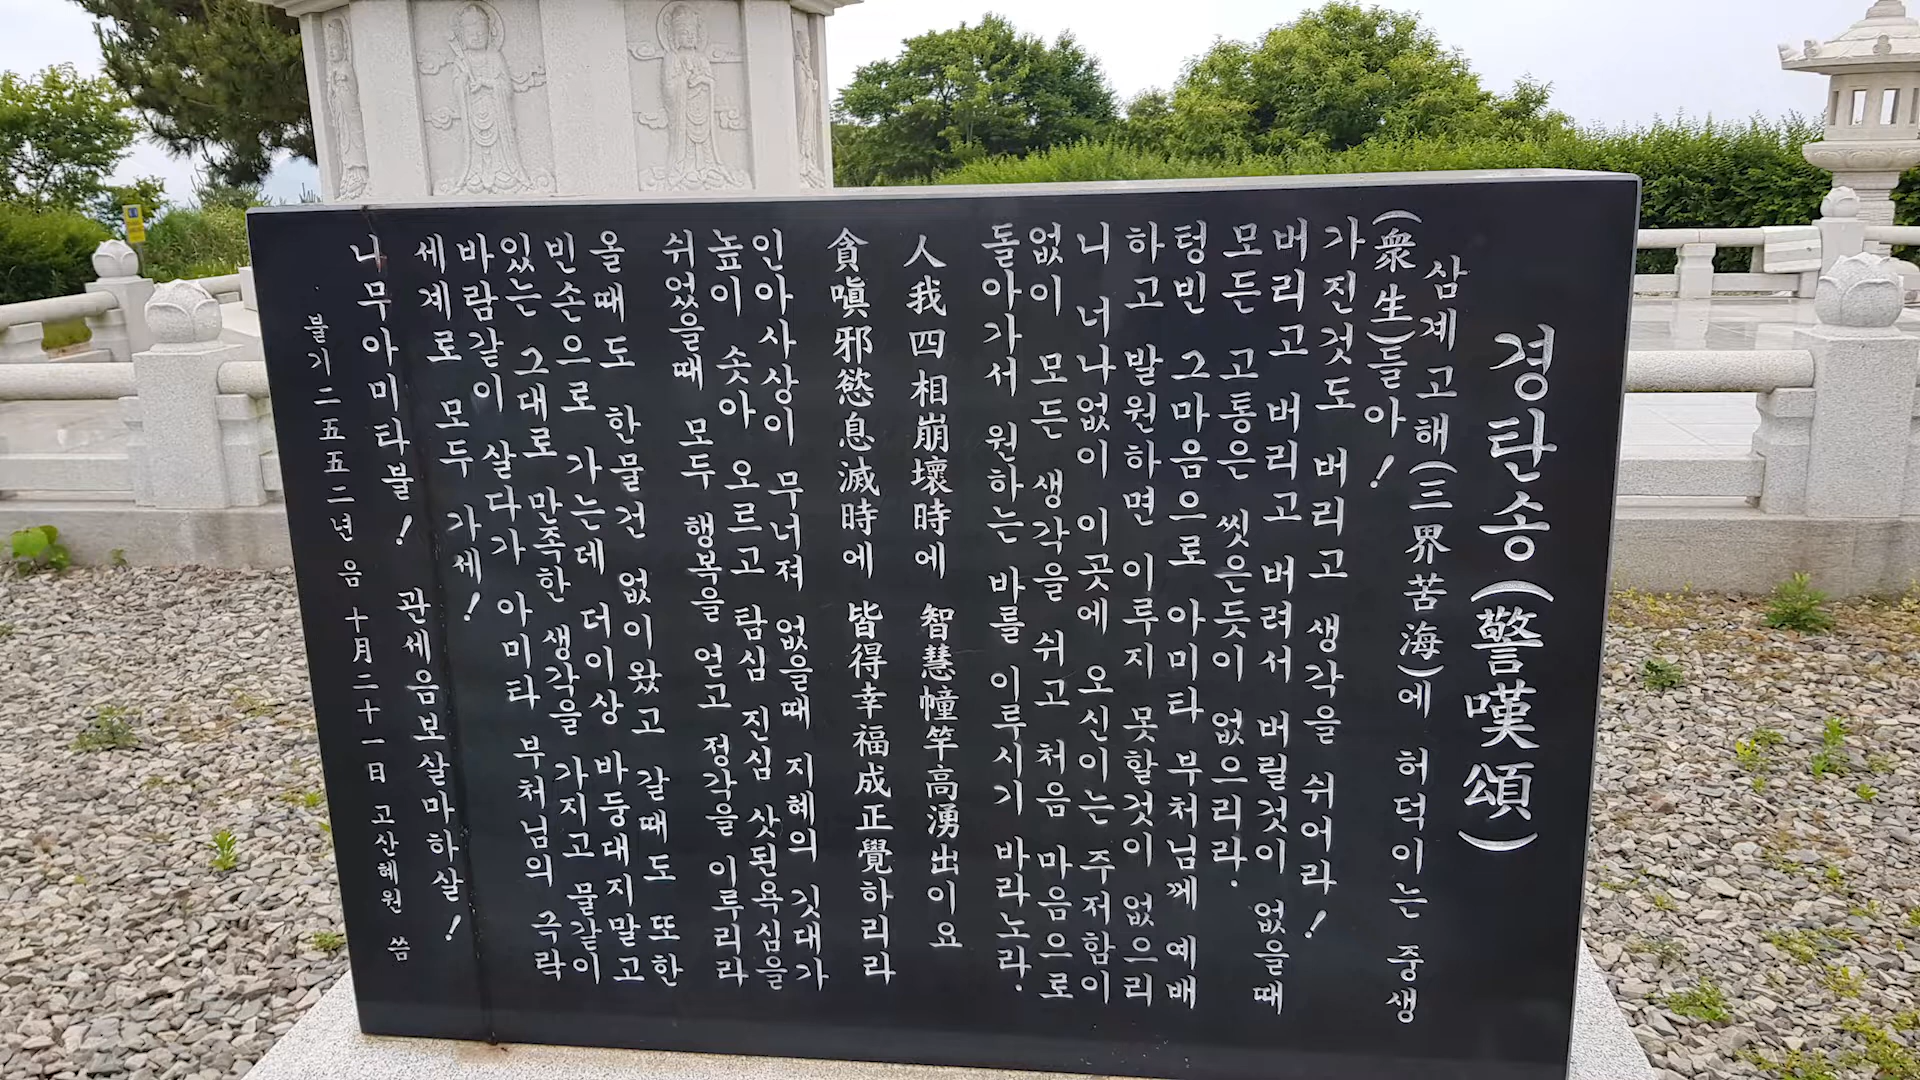 경탄송(警嘆頌)
삼계고해(三界苦海)에 허덕이는 중생
(衆生)들아!
가진것도 버리고 생각을 쉬어라!
버리고 버리고 버려서 버릴것이 없을때
모든 고통은 씻은듯이 없으리라.
텅빈 그마음으로 아미타 부처님께 예배
하고 발원하면 이루지 못할것이 없으리
니 너나없이 이곳에 오신이는 주저함이
없이 모든 생각을 쉬고 처음 마음으로
돌아가서 원하는 바를 이루시기 바라노라.
人我四相崩壞時에 智慧幢竿高湧出이요
貪嗔邪慾息滅時에 皆得幸福成正覺하리라
인아사상이 무너져 없을때 지혜의 깃대가
높이 솟아 오르고 탐심 진심 삿된욕심을
쉬었을때 모두 행복을 얻고 정각을 이루리라
올때도 한물건 없이왔고 갈때도 또한
빈손으로 가는데 더이상 바둥대지말고
있는 그대로 만족한 생각을 가지고 물같이
바람같이 살다가 아미타 부처님의 극락
세계로 모두 가세!
나무아미타불! 관세음보살마하살!
불기二五五二년 음 十月二十一日 고산혜원 씀